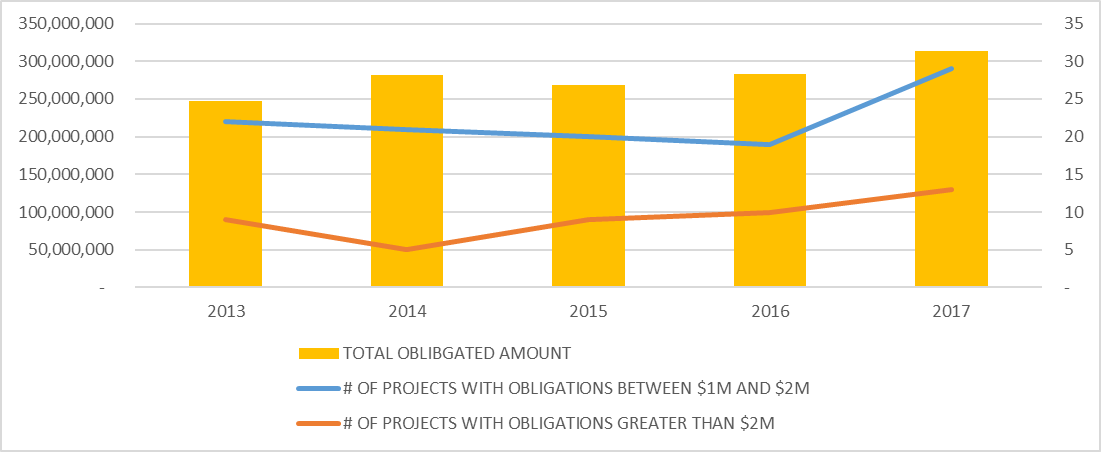 350,000,000 35
300,000,000 30
250,000,000 25
200,000,000 20
150,000,000 15
100,000,000 10
50,000,000 5
- -
2013 2014 2015 2016 2017
TOTAL OBLIBGATED AMOUNT
# OF PROJECTS WITH OBLIGATIONS BETWEEN $1M AND $2M
# OF PROJECTS WITH OBLIGATIONS GREATER THAN $2M